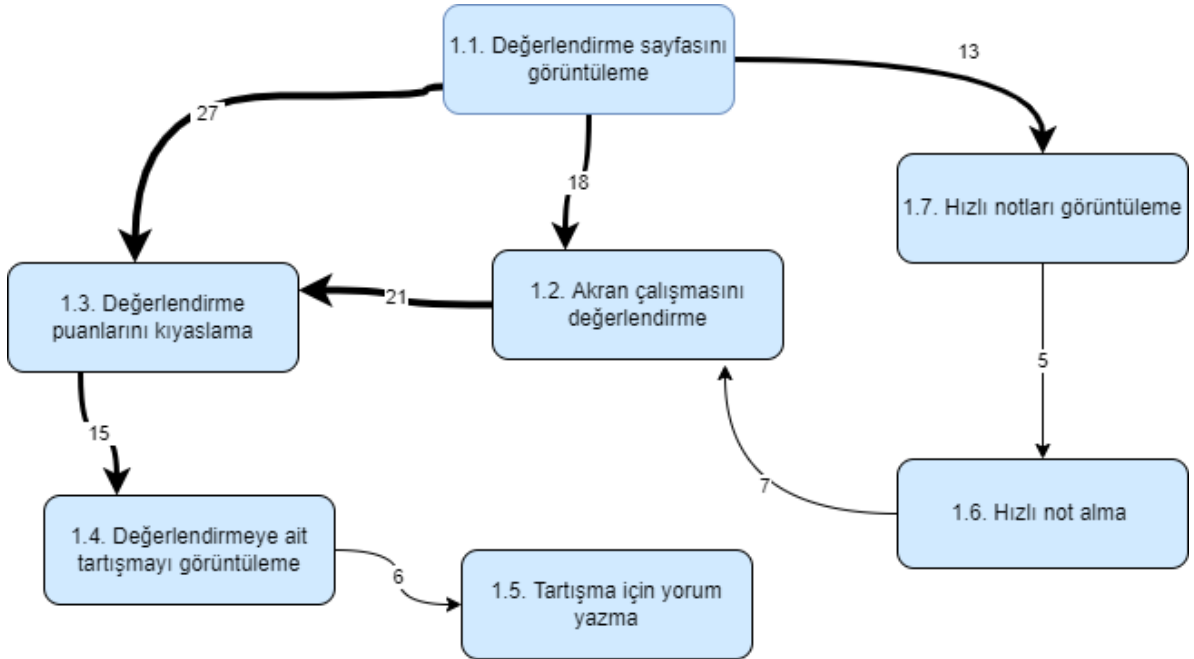 1.1. Değerlendirme sayfasını
görüntüleme
13
27
18
1.7. Hızlı notları görüntüleme
1.3. Değerlendirme
puanlarını kıyaslama
21
1.2. Akran çalışmasını
değerlendirme
5
15
7
1.6. Hızlı not alma
1.4. Değerlendirmeye ait
tartışmayı görüntüleme
6
1.5. Tartışma için yorum
yazma